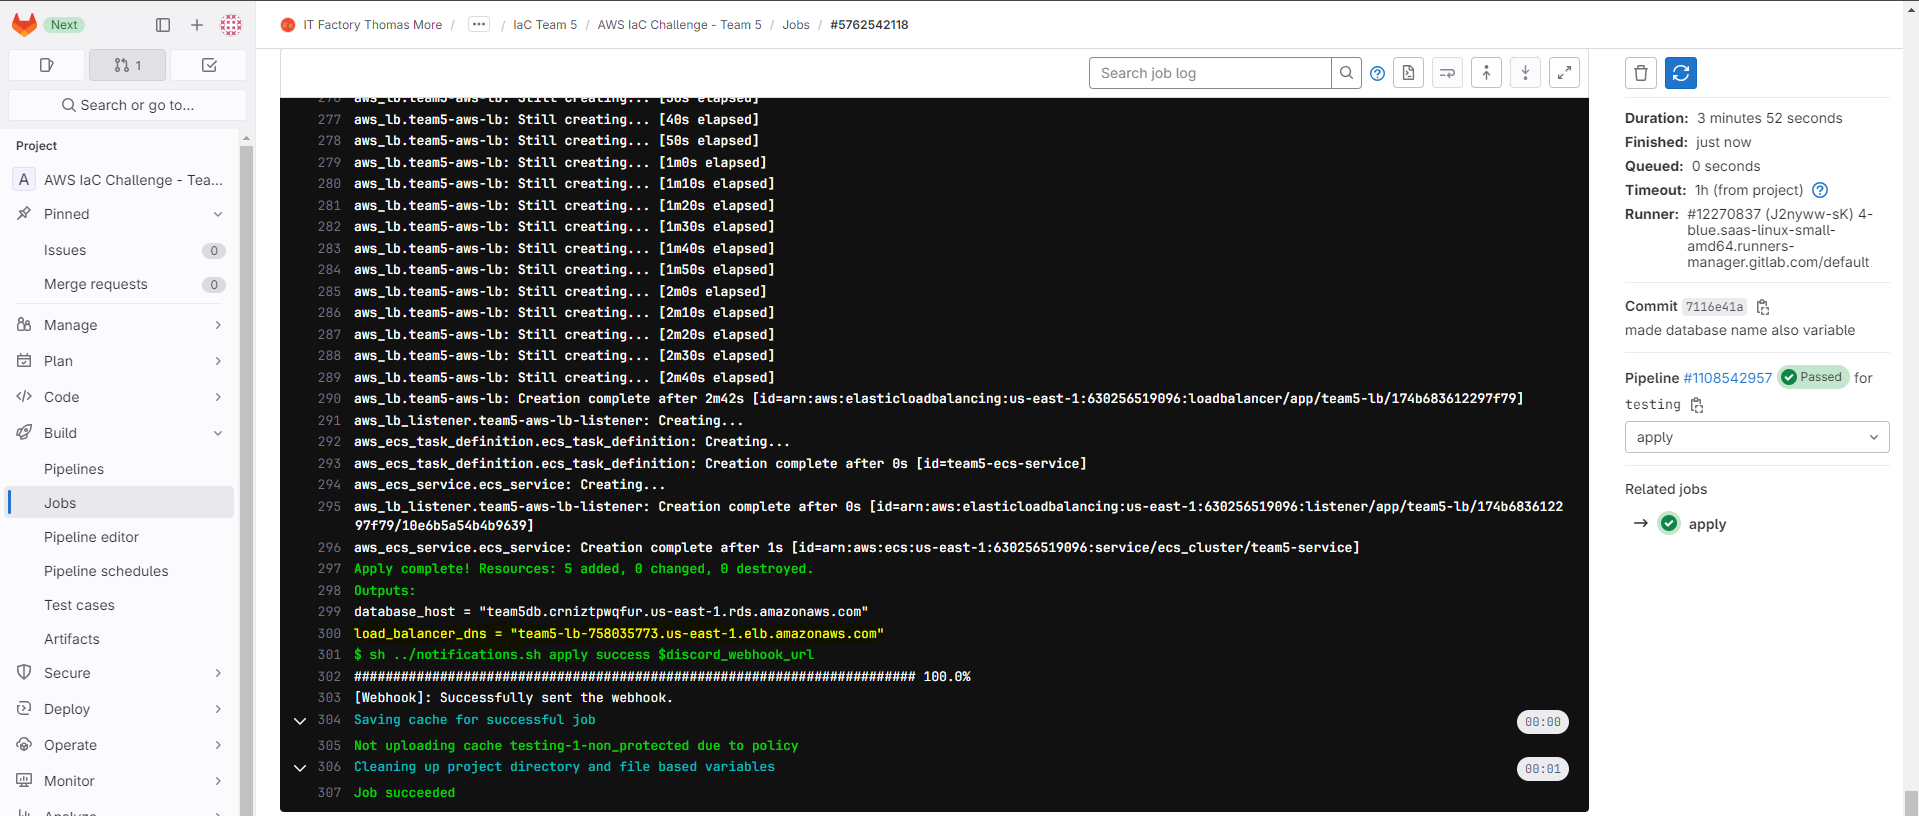 Next
1
Search or go to...
Project
A AWS IaC Challenge - Tea...
Pinned
Issues 0
Merge requests 0
Manage
Plan
Code
Build
Pipelines
Jobs
Pipeline editor
Pipeline schedules
Test cases
Artifacts
Secure
Deploy
Operate
Monitor
Analyze
IT Factory Thomas More / ••• / IaC Team 5 / AWS IaC Challenge - Team 5 / Jobs / #5762542118
Search job log
276 aws_lb.team5-aws-lb: Still creating... [30s elapsed]
277 aws_lb.team5-aws-lb: Still creating... [40s elapsed]
278 aws_lb.team5-aws-lb: Still creating... [50s elapsed]
279 aws_lb.team5-aws-lb: Still creating... [1m0s elapsed]
280 aws_lb.team5-aws-lb: Still creating... [1m10s elapsed]
281 aws_lb.team5-aws-lb: Still creating... [1m20s elapsed]
282 aws_lb.team5-aws-lb: Still creating... [1m30s elapsed]
283 aws_lb.team5-aws-lb: Still creating... [1m40s elapsed]
284 aws_lb.team5-aws-lb: Still creating... [1m50s elapsed]
285 aws_lb.team5-aws-lb: Still creating... [2m0s elapsed]
286 aws_lb.team5-aws-lb: Still creating... [2m10s elapsed]
287 aws_lb.team5-aws-lb: Still creating... [2m20s elapsed]
288 aws_lb.team5-aws-lb: Still creating... [2m30s elapsed]
289 aws_lb.team5-aws-lb: Still creating... [2m40s elapsed]
290 aws_lb.team5-aws-lb: Creation complete after 2m42s [id=arn:aws:elasticloadbalancing:us-east-1:630256519096:loadbalancer/app/team5-lb/174b683612297f79]
291 aws_lb_listener.team5-aws-lb-listener: Creating...
292 aws_ecs_task_definition.ecs_task_definition: Creating...
293 aws_ecs_task_definition.ecs_task_definition: Creation complete after 0s [id=team5-ecs-service]
294 aws_ecs_service.ecs_service: Creating...
295 aws_lb_listener.team5-aws-lb-listener: Creation complete after 0s [id=arn:aws:elasticloadbalancing:us-east-1:630256519096:listener/app/team5-lb/174b6836122
97f79/10e6b5a54b4b9639]
296 aws_ecs_service.ecs_service: Creation complete after 1s [id=arn:aws:ecs:us-east-1:630256519096:service/ecs_cluster/team5-service]
297 Apply complete! Resources: 5 added, 0 changed, 0 destroyed.
298 Outputs:
299 database_host = "team5db.crniztpwqfur.us-east-1.rds.amazonaws.com"
300 load_balancer_dns = "team5-lb-758035773.us-east-1.elb.amazonaws.com"
301 $ sh ../notifications.sh apply success $discord_webhook_url
302 ######################################################################## 100.0%
303 [Webhook]: Successfully sent the webhook.
304 Saving cache for successful job 00:00
305 Not uploading cache testing-1-non_protected due to policy
306 Cleaning up project directory and file based variables 00:01
307 Job succeeded
Duration: 3 minutes 52 seconds
Finished: just now
Queued: 0 seconds
Timeout: 1h (from project)
Runner: #12270837 (J2nyww-sK) 4-
blue.saas-linux-small-
amd64.runners-
manager.gitlab.com/default
Commit 7116e41a
made database name also variable
Pipeline #1108542957 Passed for
testing
apply
Related jobs
→ apply